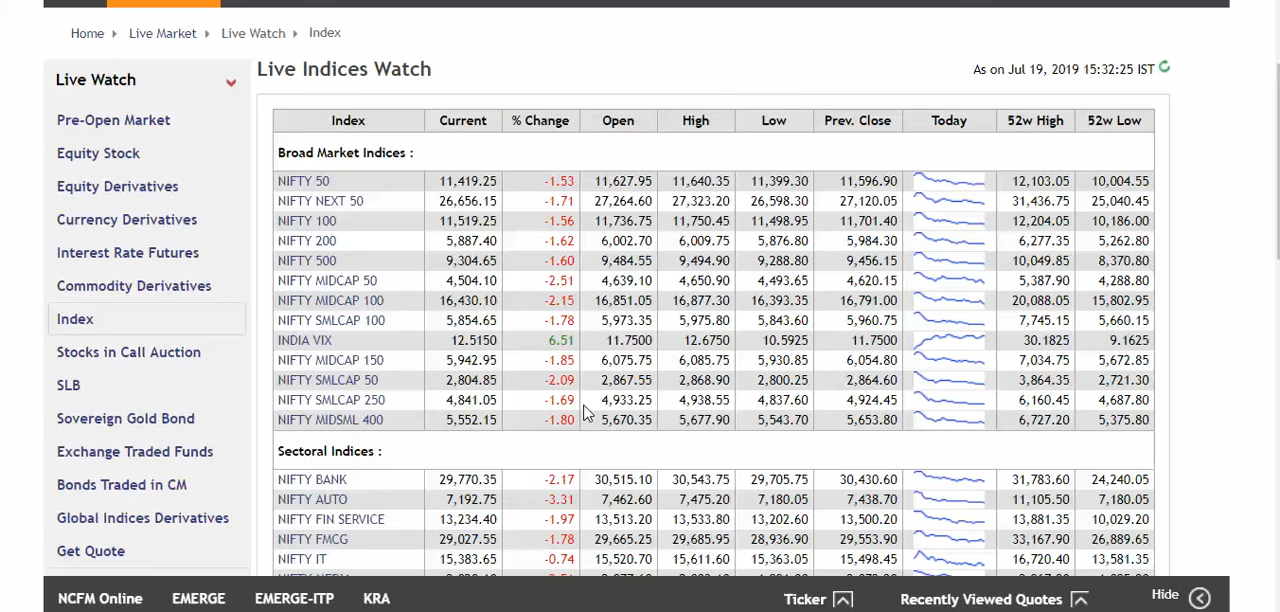 Home Live Market Live Watch Index
Live Watch
Pre-Open Market
Equity Stock
Equity Derivatives
Currency Derivatives
Interest Rate Futures
Commodity Derivatives
Index
Stocks in Call Auction
SLB
Sovereign Gold Bond
Exchange Traded Funds
Bonds Traded in CM
Global Indices Derivatives
Get Quote
Live Indices Watch
As on Jul 19, 2019 15:32:25 IST
Index Current % Change Open High Low Prev. Close Today 52w High 52w Low
Broad Market Indices :
NIFTY 50 11,419.25 -1.53 11,627.95 11,640.35 11,399.30 11,596.90 12,103.05 10,004.55
NIFTY NEXT 50 26,656.15 -1.71 27,264.60 27,323.20 26,598.30 27,120.05 31,436.75 25,040.45
NIFTY 100 11,519.25 -1.56 11,736.75 11,750.45 11,498.95 11,701.40 12,204.05 10,186.00
NIFTY 200 5,887.40 -1.62 6,002.70 6,009.75 5,876.80 5,984.30 6,277.35 5,262.80
NIFTY 500 9,304.65 -1.60 9,484.55 9,494.90 9,288.80 9,456.15 10,049.85 8,370.80
NIFTY MIDCAP 50 4,504.10 -2.51 4,639.10 4,650.90 4,493.65 4,620.15 5,387.90 4,288.80
NIFTY MIDCAP 100 16,430.10 -2.15 16,851.05 16,877.30 16,393.35 16,791.00 20,088.05 15,802.95
NIFTY SMLCAP 100 5,854.65 -1.78 5,973.35 5,975.80 5,843.60 5,960.75 7,745.15 5,660.15
INDIA VIX 12.5150 6.51 11.7500 12.6750 10.5925 11.7500 30.1825 9.1625
NIFTY MIDCAP 150 5,942.95 -1.85 6,075.75 6,085.75 5,930.85 6,054.80 7,034.75 5,672.85
NIFTY SMLCAP 50 2,804.85 -2.09 2,867.55 2,868.90 2,800.25 2,864.60 3,864.35 2,721.30
NIFTY SMLCAP 250 4,841.05 -1.69 4,933.25 4,938.55 4,837.60 4,924.45 6,160.45 4,687.80
NIFTY MIDSML 400 5,552.15 -1.80 5,670.35 5,677.90 5,543.70 5,653.80 6,727.20 5,375.80
Sectoral Indices :
NIFTY BANK 29,770.35 -2.17 30,515.10 30,543.75 29,705.75 30,430.60 31,783.60 24,240.05
NIFTY AUTO 7,192.75 -3.31 7,462.60 7,475.20 7,180.05 7,438.70 11,105.50 7,180.05
NIFTY FIN SERVICE 13,234.40 -1.97 13,513.20 13,533.80 13,202.60 13,500.20 13,881.35 10,029.20
NIFTY FMCG 29,027.55 -1.78 29,665.25 29,685.95 28,936.90 29,553.90 33,167.90 26,889.65
NIFTY IT 15,383.65 -0.74 15,520.70 15,611.60 15,363.05 15,498.45 16,720.40 13,581.35
NCFM Online EMERGE EMERGE-ITP KRA Ticker Recently Viewed Quotes Hide